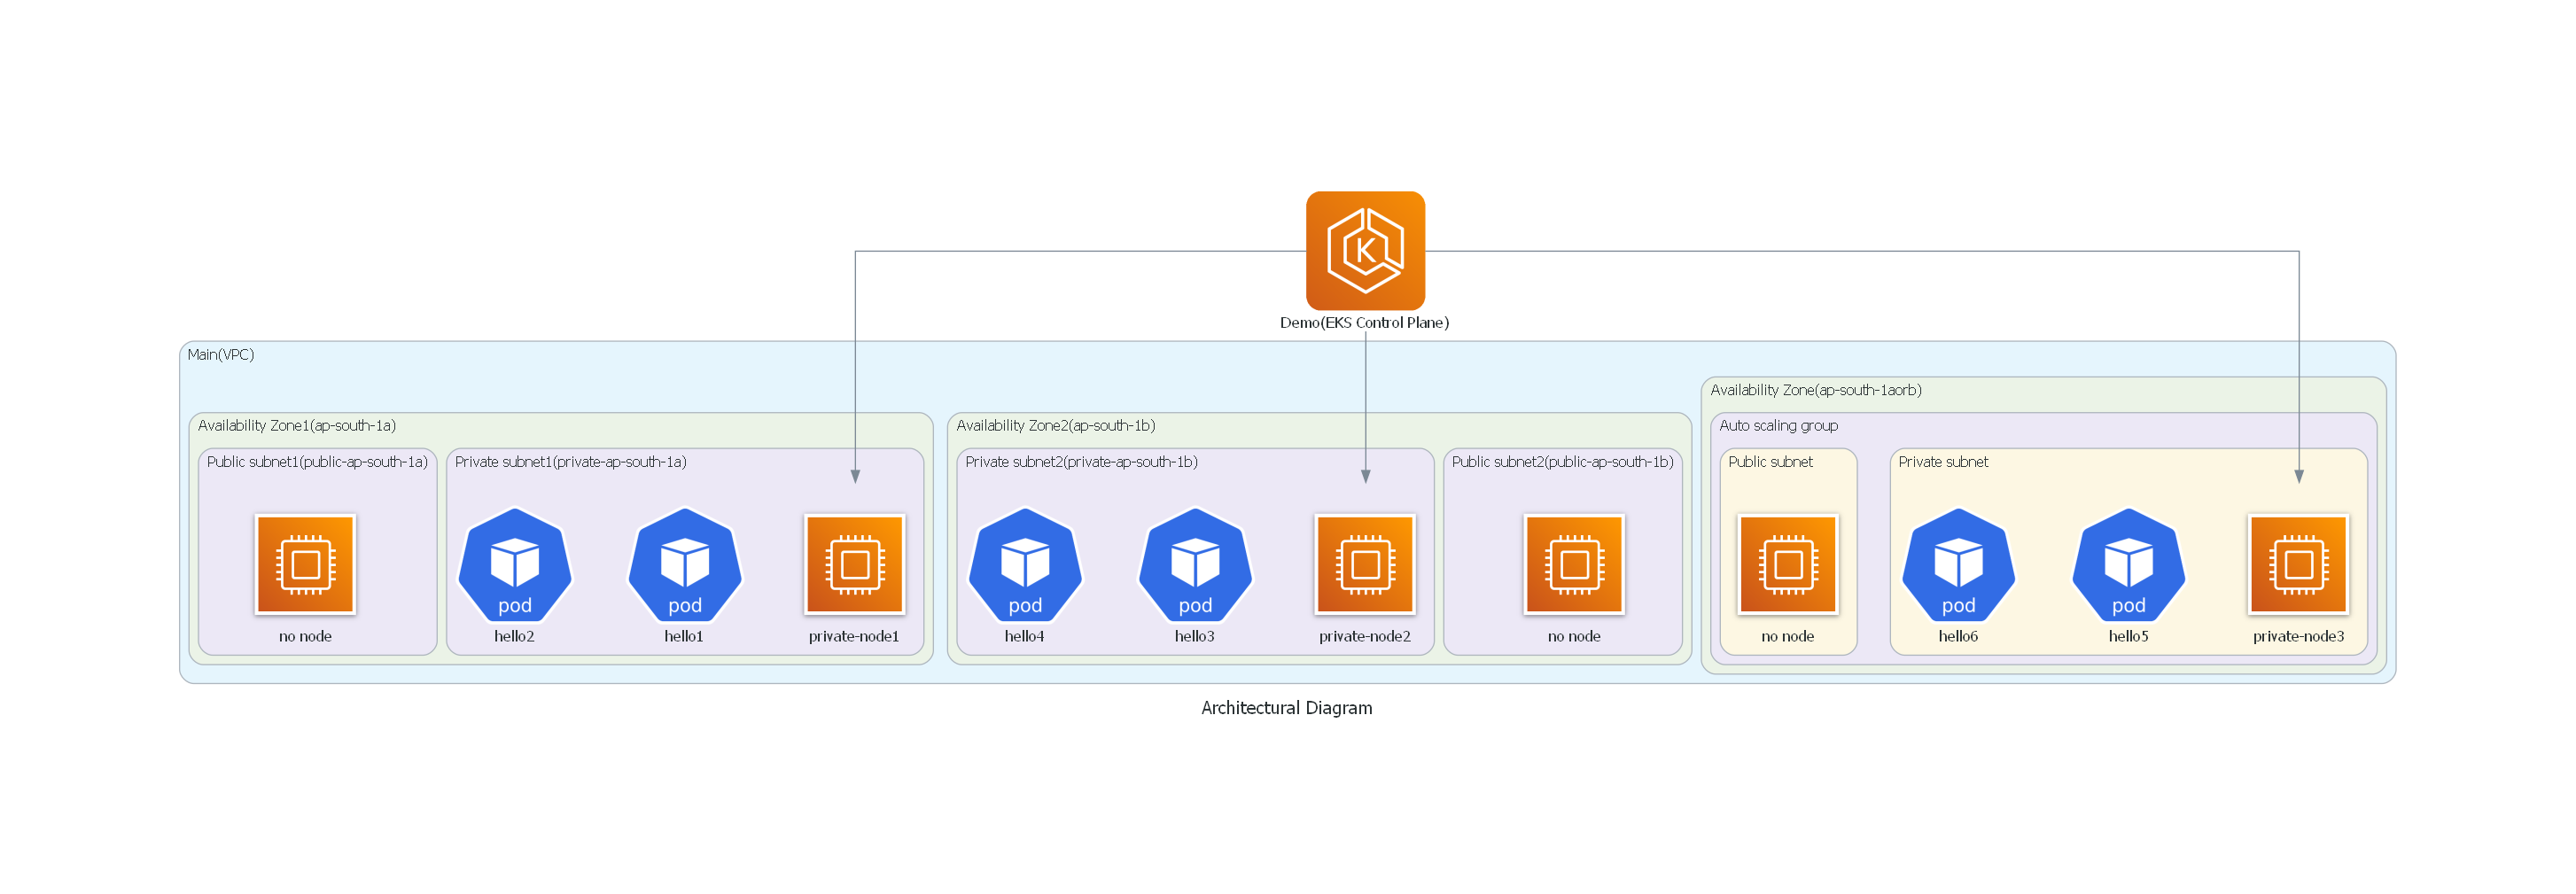 Demo(EKS Control Plane)
Main(VPC)
Availability Zone(ap-south-1aorb)
Availability Zone1(ap-south-1a)
Availability Zone2(ap-south-1b)
Auto scaling group
Public subnet1(public-ap-south-1a)
Private subnet1(private-ap-south-1a)
Private subnet2(private-ap-south-1b)
Public subnet2(public-ap-south-1b)
Public subnet
Private subnet
pod
pod
pod
pod
pod
pod
no node
hello2
hello1
private-node1
hello4
hello3
private-node2
no node
no node
hello6
hello5
private-node3
Architectural Diagram